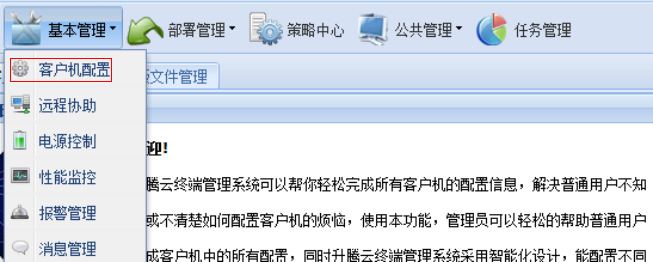 基本管理 部署管理 策略中心 公共管理 任务管理
客户机配置
版文件管理
远程协助
电源控制
迎!
性能监控
腾云终端管理系统可以帮你轻松完成所有客户机的配置信息，解决普通用户不知
报警管理
或不清楚如何配置客户机的烦恼，使用本功能，管理员可以轻松的帮助普通用户
消息管理
成客户机中的所有配置，同时升腾云终端管理系统采用智能化设计，能配置不同